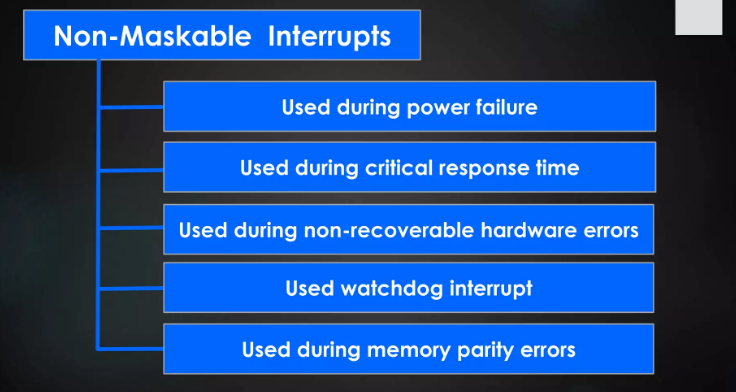 Non-Maskable Interrupts
Used during power failure
Used during critical response time
Used during non-recoverable hardware errors
Used watchdog interrupt
Used during memory parity errors